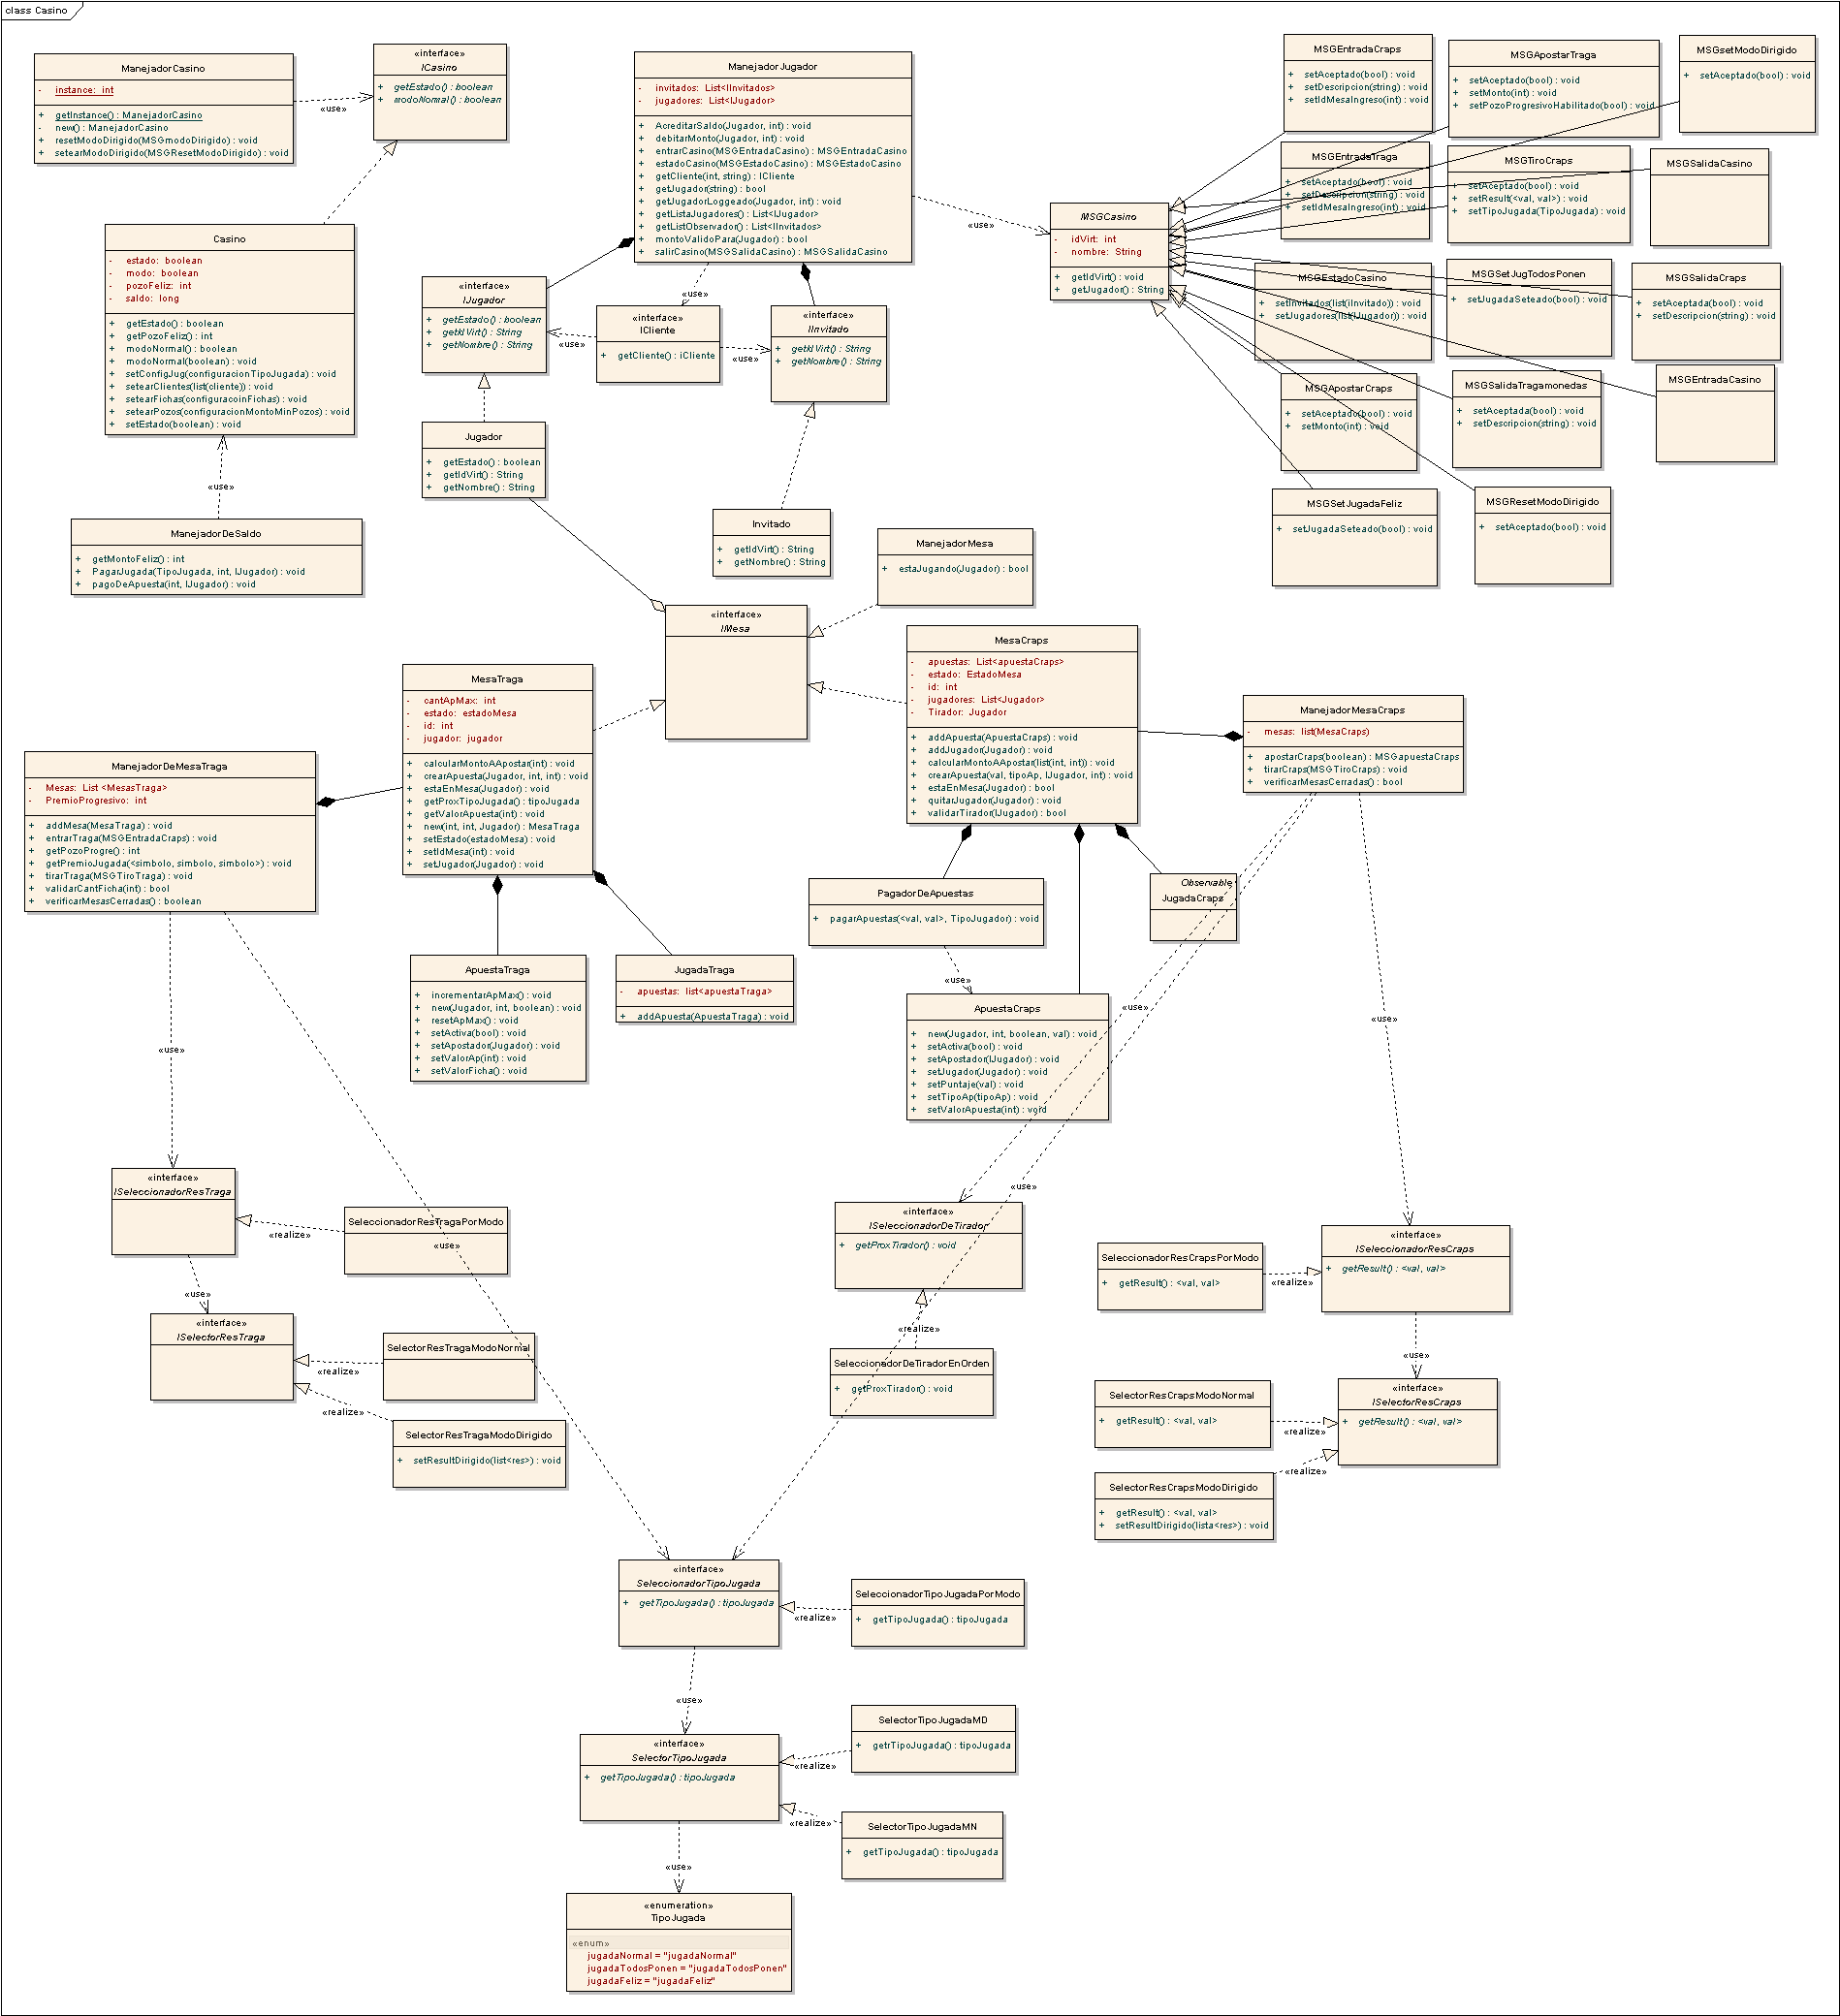 class Casino
ManejadorCasino
- instance: int
+ getInstance() : ManejadorCasino
- new() : ManejadorCasino
+ resetModoDirigido(MSGmodoDirigido) : void
+ setearModoDirigido(MSGResetModoDirigido) : void
«use»
«interface»
ICasino
+ getEstado() : boolean
+ modoNormal() : boolean
Casino
- estado: boolean
- modo: boolean
- pozoFeliz: int
- saldo: long
+ getEstado() : boolean
+ getPozoFeliz() : int
+ modoNormal() : boolean
+ modoNormal(boolean) : void
+ setConfigJug(configuracionTipoJugada) : void
+ setearClientes(list(cliente)) : void
+ setearFichas(configuracoinFichas) : void
+ setearPozos(configuracionMontoMinPozos) : void
+ setEstado(boolean) : void
«use»
ManejadorDeSaldo
+ getMontoFeliz() : int
+ PagarJugada(TipoJugada, int, IJugador) : void
+ pagoDeApuesta(int, IJugador) : void
ManejadorJugador
- invitados: List<IInvitados>
- jugadores: List<IJugador>
+ AcreditarSaldo(Jugador, int) : void
+ debitarMonto(Jugador, int) : void
+ entrarCasino(MSGEntradaCasino) : MSGEntradaCasino
+ estadoCasino(MSGEstadoCasino) : MSGEstadoCasino
+ getCliente(int, string) : ICliente
+ getJugador(string) : bool
+ getJugadorLoggeado(Jugador, int) : void
+ getListaJugadores() : List<IJugador>
+ getListObservador() : List<IInvitados>
+ montoValidoPara(Jugador) : bool
+ salirCasino(MSGSalidaCasino) : MSGSalidaCasino
«use»
«use»
«interface»
IJugador
+ getEstado() : boolean
+ getkIVirt() : String
+ getNombre() : String
«use»
«interface»
ICliente
+ getCliente() : iCliente
«use»
«interface»
IInvitado
+ getkIVirt() : String
+ getNombre() : String
Jugador
+ getEstado() : boolean
+ getIdVirt() : String
+ getNombre() : String
Invitado
+ getIdVirt() : String
+ getNombre() : String
MSGCasino
- idVirt: int
- nombre: String
+ getIdVirt() : void
+ getJugador() : String
MSGEntradaCraps
+ setAceptado(bool) : void
+ setDescripcion(string) : void
+ setIdMesaIngreso(int) : void
MSGApostarTraga
+ setAceptado(bool) : void
+ setMonto(int) : void
+ setPozoProgresivoHabilitado(bool) : void
MSGsetModoDirigido
+ setAceptado(bool) : void
MSGEntradaTraga
+ setAceptado(bool) : void
+ setDescripcion(string) : void
+ setIdMesaIngreso(int) : void
MSGTiroCraps
+ setAceptado(bool) : void
+ setResult(<val, val>) : void
+ setTipoJugada(TipoJugada) : void
MSGSalidaCasino
MSGEstadoCasino
+ setInvitados(list(iInvitado)) : void
+ setJugadores(list(IJugador)) : void
MSGSetJugTodosPonen
+ setJugadaSeteado(bool) : void
MSGSalidaCraps
+ setAceptada(bool) : void
+ setDescripcion(string) : void
MSGApostarCraps
+ setAceptado(bool) : void
+ setMonto(int) : void
MSGSalidaTragamonedas
+ setAceptada(bool) : void
+ setDescripcion(string) : void
MSGEntradaCasino
MSGSetJugadaFeliz
+ setJugadaSeteado(bool) : void
MSGResetModoDirigido
+ setAceptado(bool) : void
ManejadorMesa
+ estaJugando(Jugador) : bool
«interface»
IMesa
MesaTraga
- cantApMax: int
- estado: estadoMesa
- id: int
- jugador: jugador
+ calcularMontoAApostar(int) : void
+ crearApuesta(Jugador, int, int) : void
+ estaEnMesa(Jugador) : void
+ getProxTipoJugada() : tipoJugada
+ getValorApuesta(int) : void
+ new(int, int, Jugador) : MesaTraga
+ setEstado(estadoMesa) : void
+ setIdMesa(int) : void
+ setJugador(Jugador) : void
MesaCraps
- apuestas: List<apuestaCraps>
- estado: EstadoMesa
- id: int
- jugadores: List<Jugador>
- Tirador: Jugador
+ addApuesta(ApuestaCraps) : void
+ addJugador(Jugador) : void
+ calcularMontoAApostar(list(int, int)) : void
+ crearApuesta(val, tipoAp, IJugador, int) : void
+ estaEnMesa(Jugador) : bool
+ quitarJugador(Jugador) : void
+ validarTirador(IJugador) : bool
ManejadorMesaCraps
- mesas: list(MesaCraps)
+ apostarCraps(boolean) : MSGapuestaCraps
+ tirarCraps(MSGTiroCraps) : void
+ verificarMesasCerradas() : bool
ManejadorDeMesaTraga
- Mesas: List <MesasTraga>
- PremioProgresivo: int
+ addMesa(MesaTraga) : void
+ entrarTraga(MSGEntradaCraps) : void
+ getPozoProgre() : int
+ getPremioJugada(<simbolo, simbolo, simbolo>) : void
+ tirarTraga(MSGTiroTraga) : void
+ validarCantFicha(int) : bool
+ verificarMesasCerradas() : boolean
ApuestaTraga
+ incrementarApMax() : void
+ new(Jugador, int, boolean) : void
+ resetApMax() : void
+ setActiva(bool) : void
+ setApostador(Jugador) : void
+ setValorAp(int) : void
+ setValorFicha() : void
JugadaTraga
- apuestas: list<apuestaTraga>
+ addApuesta(ApuestaTraga) : void
PagadorDeApuestas
+ pagarApuestas(<val, val>, TipoJugador) : void
«use»
Observable
JugadaCraps
ApuestaCraps
+ new(Jugador, int, boolean, val) : void
+ setActiva(bool) : void
+ setApostador(IJugador) : void
+ setJugador(Jugador) : void
+ setPuntaje(val) : void
+ setTipoAp(tipoAp) : void
+ setValorApuesta(int) : void
«use»
«use»
«use»
«use»
«interface»
ISeleccionadorResTraga
«realize»
SeleccionadorResTragaPorModo
«use»
«use»
«interface»
ISelectorResTraga
«realize»
SelectorResTragaModoNormal
«realize»
SelectorResTragaModoDirigido
+ setResultDirigido(list<res>) : void
«interface»
ISeleccionadorDeTirador
+ getProxTirador() : void
«realize»
SeleccionadorDeTiradorEnOrden
+ getProxTirador() : void
SeleccionadorResCrapsPorModo
+ getResult() : <val, val>
«realize»
«interface»
ISeleccionadorResCraps
+ getResult() : <val, val>
«use»
SelectorResCrapsModoNormal
+ getResult() : <val, val>
«realize»
«interface»
ISelectorResCraps
+ getResult() : <val, val>
SelectorResCrapsModoDirigido
+ getResult() : <val, val>
+ setResultDirigido(lista<res>) : void
«realize»
«interface»
SeleccionadorTipoJugada
+ getTipoJugada() : tipoJugada
«realize»
SeleccionadorTipoJugadaPorModo
+ getTipoJugada() : tipoJugada
«use»
«interface»
SelectorTipoJugada
+ getTipoJugada() : tipoJugada
SelectorTipoJugadaMD
+ getrTipoJugada() : tipoJugada
«realize»
«realize»
SelectorTipoJugadaMN
+ getTipoJugada() : tipoJugada
«use»
«enumeration»
TipoJugada
«enum»
jugadaNormal = "jugadaNormal"
jugadaTodosPonen = "jugadaTodosPonen"
jugadaFeliz = "jugadaFeliz"